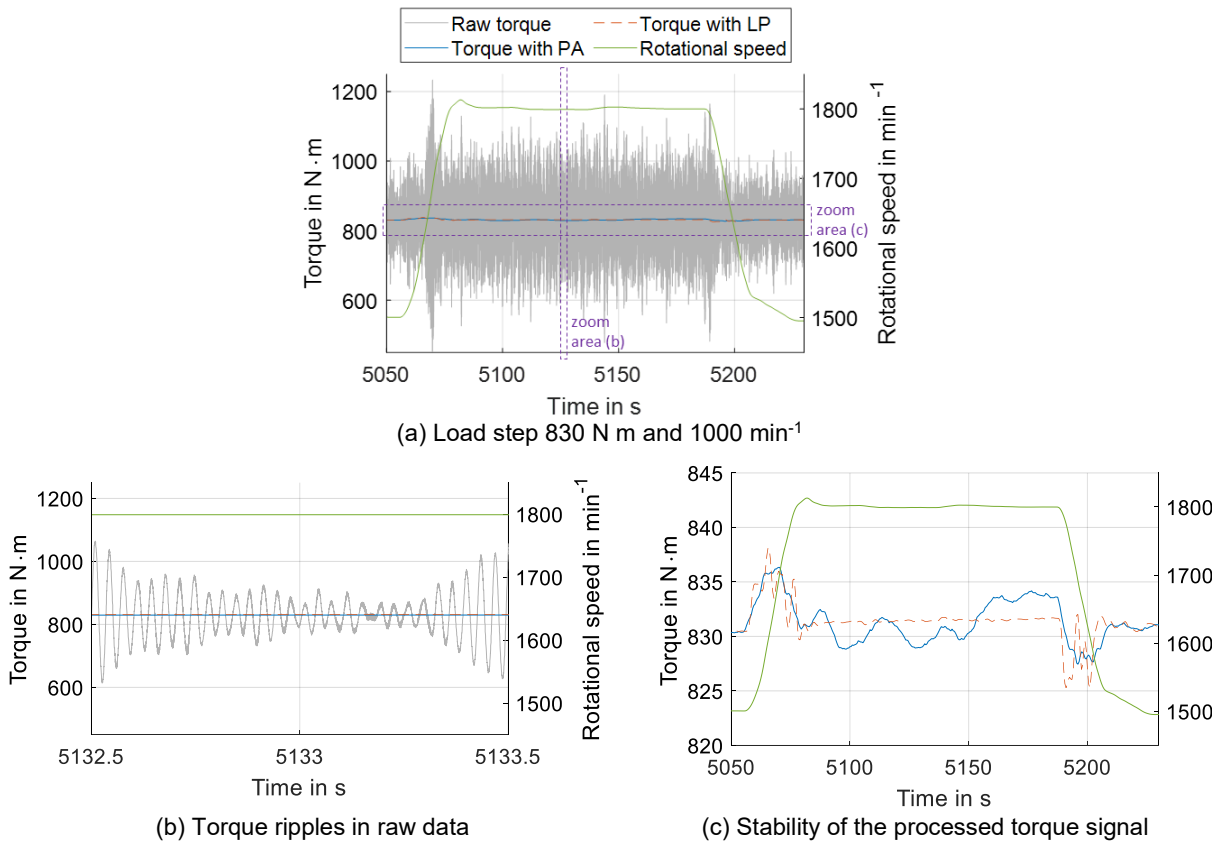 Raw torque
Torque with LP
Torque with PA
Rotational speed
1200
1000
800
600
Torque in N·m
1800
1700
1600
1500
Rotational speed in min⁻¹
zoom
area (c)
zoom
area (b)
5050
5100
5150
5200
Time in s
(a) Load step 830 N m and 1000 min⁻¹
1200
1000
800
600
Torque in N·m
1800
1700
1600
1500
Rotational speed in min⁻¹
5132.5
5133
5133.5
Time in s
(b) Torque ripples in raw data
845
840
835
830
825
820
Torque in N·m
1800
1700
1600
1500
5050
5100
5150
5200
Time in s
(c) Stability of the processed torque signal